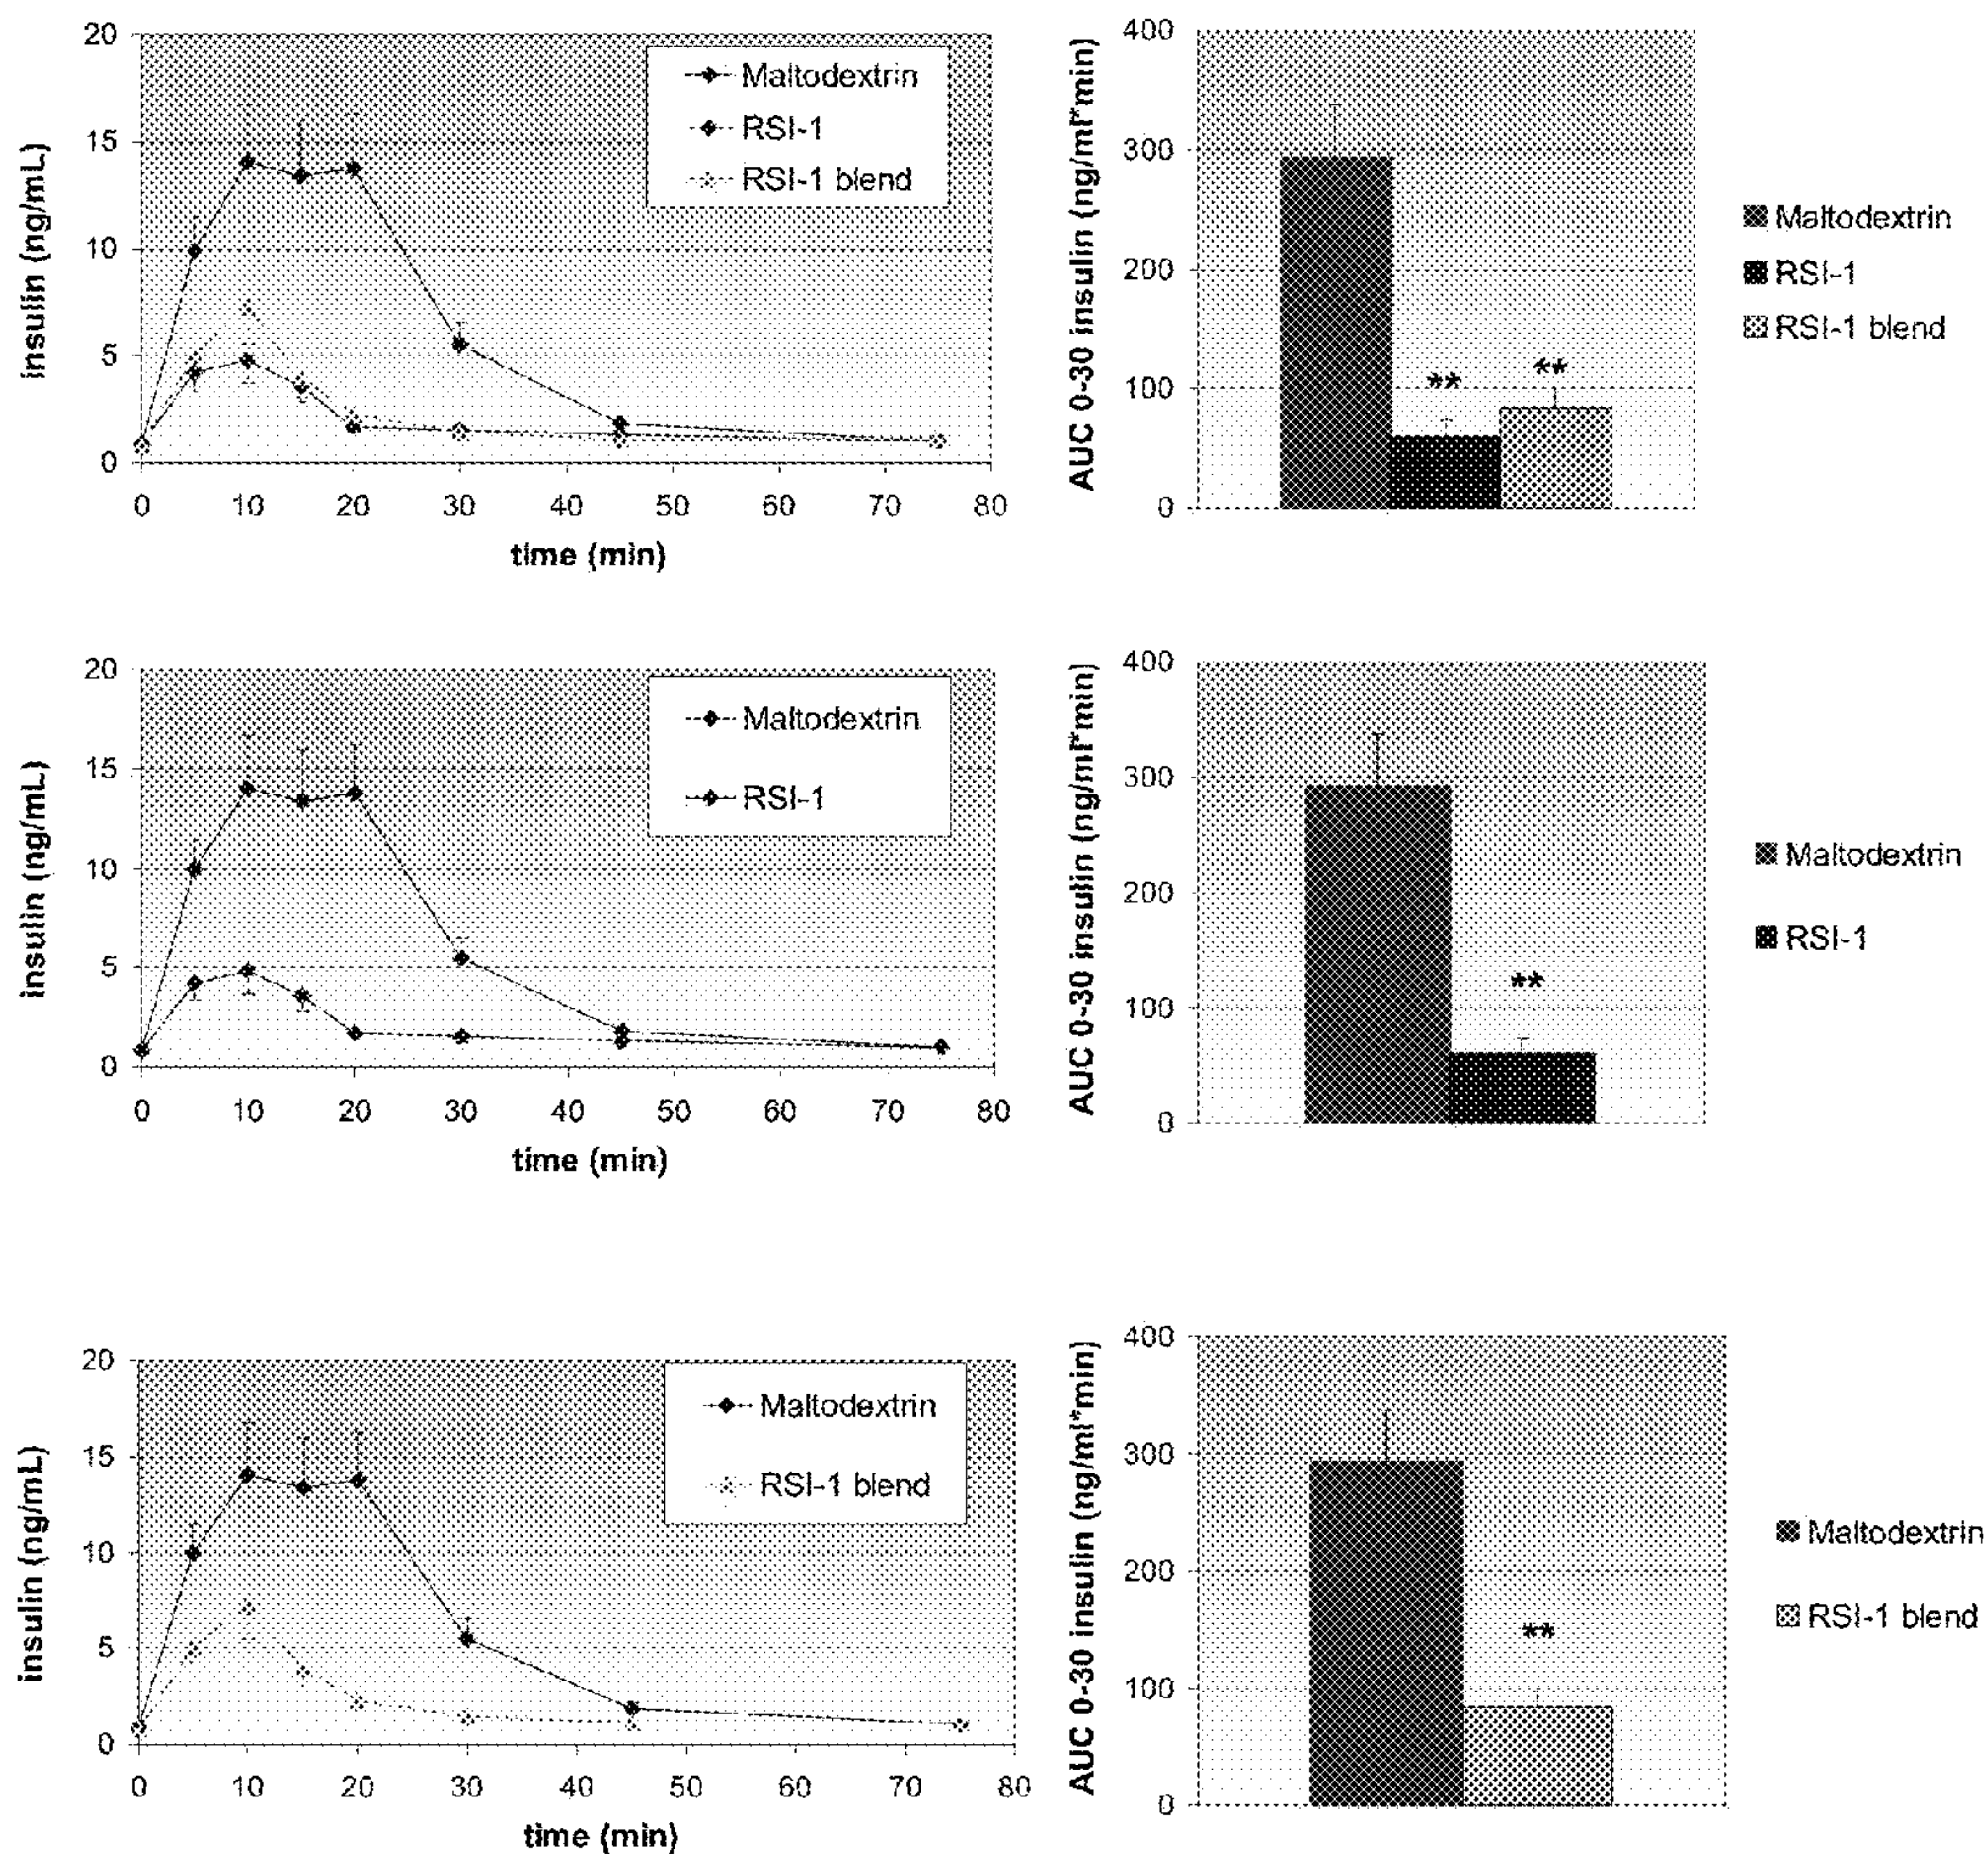 insulin (ng/mL)
20
15
10
5
0
0 10 20 30 40 50 60 70 80
time (min)
Maltodextrin
RSI-1
RSI-1 blend
AUC 0-30 insulin (ng/ml*min)
400
300
200
100
0
**
**
Maltodextrin
RSI-1
RSI-1 blend
insulin (ng/mL)
20
15
10
5
0
0 10 20 30 40 50 60 70 80
time (min)
Maltodextrin
RSI-1
AUC 0-30 insulin (ng/ml*min)
400
300
200
100
0
**
Maltodextrin
RSI-1
insulin (ng/mL)
20
15
10
5
0
0 10 20 30 40 50 60 70 80
time (min)
Maltodextrin
RSI-1 blend
AUC 0-30 insulin (ng/ml*min)
400
300
200
100
0
**
Maltodextrin
RSI-1 blend